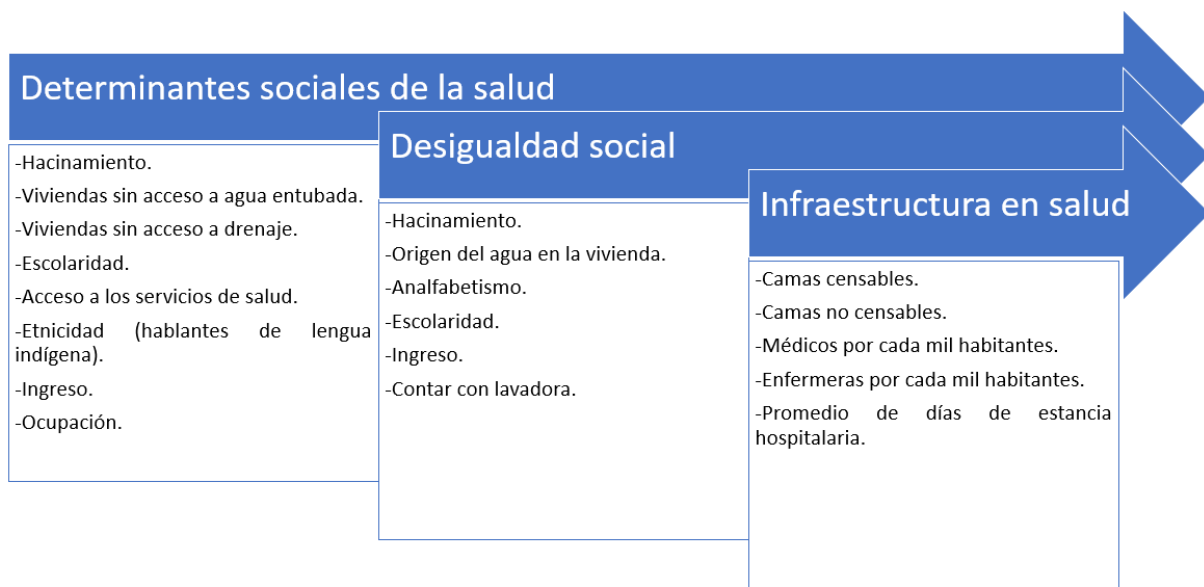 Determinantes sociales de la salud
-Hacinamiento.
-Viviendas sin acceso a agua entubada.
-Viviendas sin acceso a drenaje.
-Escolaridad.
-Acceso a los servicios de salud.
-Etnicidad (hablantes de lengua
indígena).
-Ingreso.
-Ocupación.
Desigualdad social
-Hacinamiento.
-Origen del agua en la vivienda.
-Analfabetismo.
-Escolaridad.
-Ingreso.
-Contar con lavadora.
Infraestructura en salud
-Camas censables.
-Camas no censables.
-Médicos por cada mil habitantes.
-Enfermeras por cada mil habitantes.
-Promedio de días de estancia
hospitalaria.